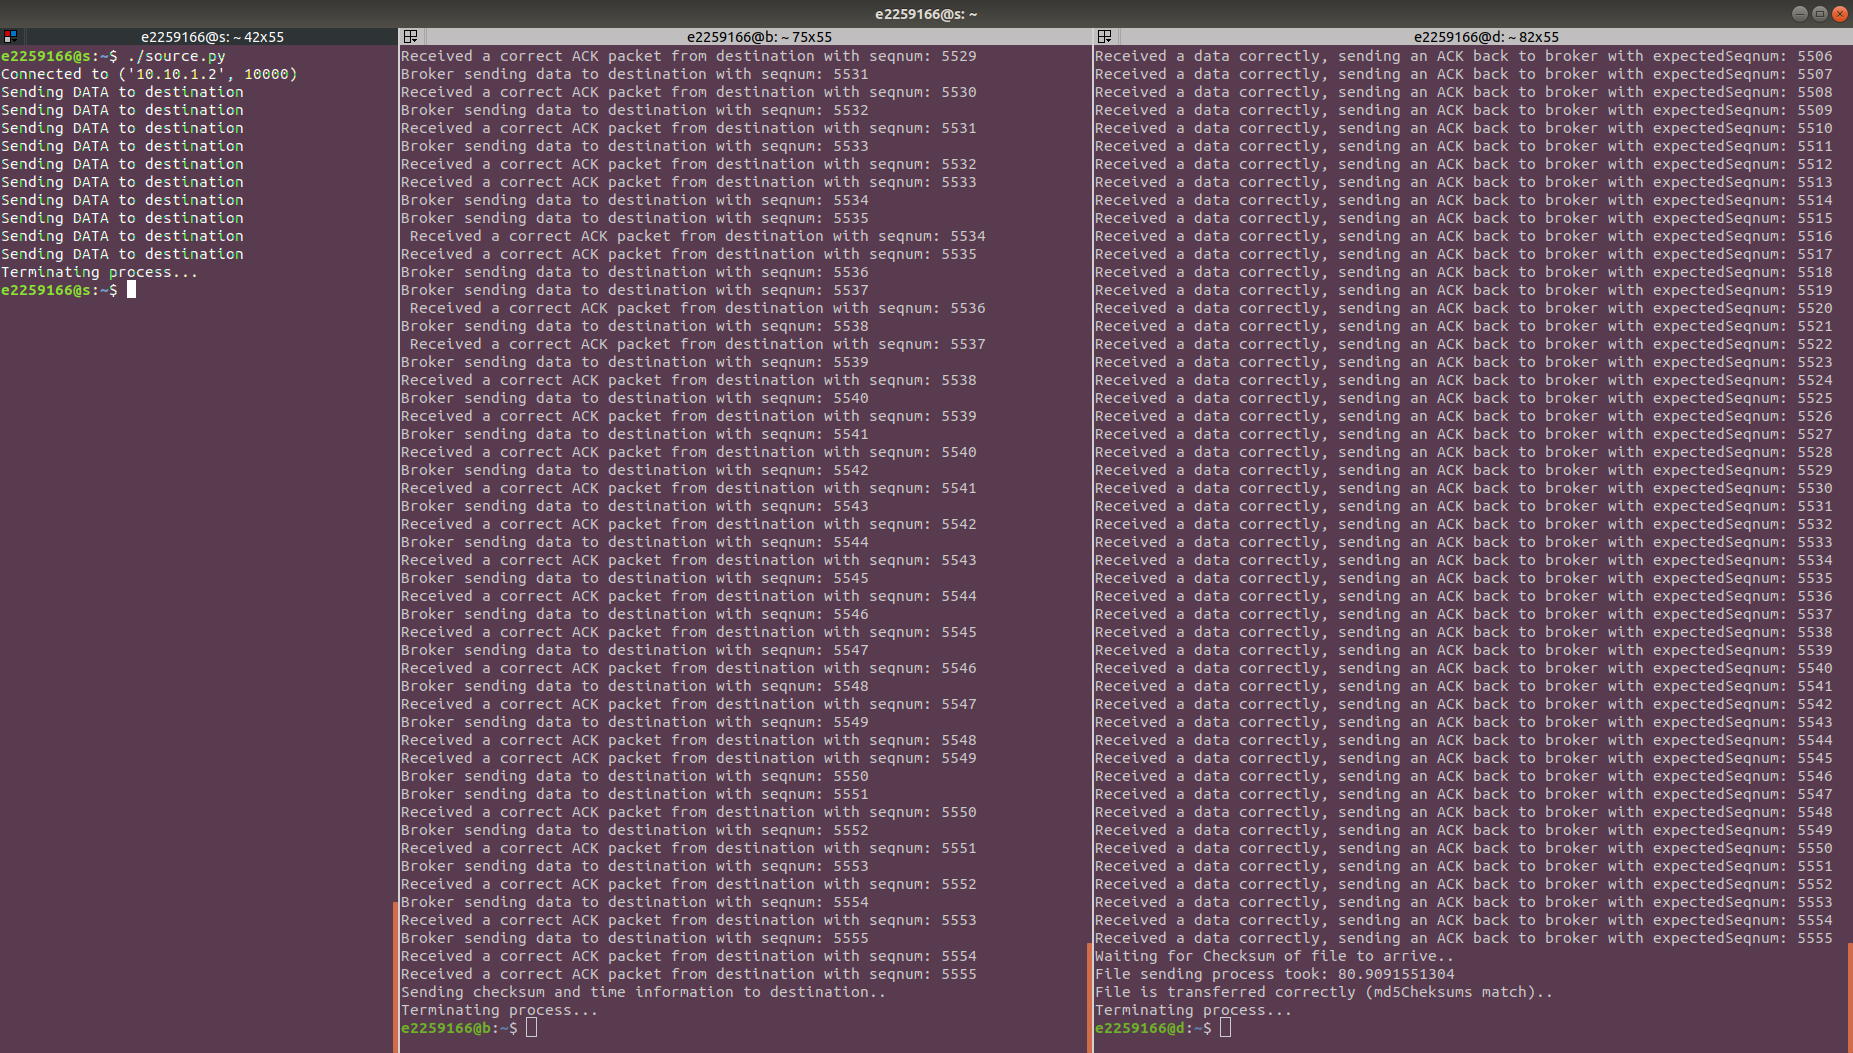 e2259166@s: ~
e2259166@s: ~ 42x55
e2259166@s:~$ ./source.py
Connected to ('10.10.1.2', 10000)
Sending DATA to destination
Sending DATA to destination
Sending DATA to destination
Sending DATA to destination
Sending DATA to destination
Sending DATA to destination
Sending DATA to destination
Sending DATA to destination
Sending DATA to destination
Sending DATA to destination
Terminating process...
e2259166@s:~$
e2259166@b: ~ 75x55
Received a correct ACK packet from destination with seqnum: 5529
Broker sending data to destination with seqnum: 5531
Received a correct ACK packet from destination with seqnum: 5530
Broker sending data to destination with seqnum: 5532
Received a correct ACK packet from destination with seqnum: 5531
Broker sending data to destination with seqnum: 5533
Received a correct ACK packet from destination with seqnum: 5532
Received a correct ACK packet from destination with seqnum: 5533
Broker sending data to destination with seqnum: 5534
Broker sending data to destination with seqnum: 5535
Received a correct ACK packet from destination with seqnum: 5534
Received a correct ACK packet from destination with seqnum: 5535
Broker sending data to destination with seqnum: 5536
Broker sending data to destination with seqnum: 5537
Received a correct ACK packet from destination with seqnum: 5536
Broker sending data to destination with seqnum: 5538
Received a correct ACK packet from destination with seqnum: 5537
Broker sending data to destination with seqnum: 5539
Received a correct ACK packet from destination with seqnum: 5538
Broker sending data to destination with seqnum: 5540
Received a correct ACK packet from destination with seqnum: 5539
Broker sending data to destination with seqnum: 5541
Received a correct ACK packet from destination with seqnum: 5540
Broker sending data to destination with seqnum: 5542
Received a correct ACK packet from destination with seqnum: 5541
Broker sending data to destination with seqnum: 5543
Received a correct ACK packet from destination with seqnum: 5542
Broker sending data to destination with seqnum: 5544
Received a correct ACK packet from destination with seqnum: 5543
Broker sending data to destination with seqnum: 5545
Received a correct ACK packet from destination with seqnum: 5544
Broker sending data to destination with seqnum: 5546
Received a correct ACK packet from destination with seqnum: 5545
Broker sending data to destination with seqnum: 5547
Received a correct ACK packet from destination with seqnum: 5546
Broker sending data to destination with seqnum: 5548
Received a correct ACK packet from destination with seqnum: 5547
Broker sending data to destination with seqnum: 5549
Received a correct ACK packet from destination with seqnum: 5548
Received a correct ACK packet from destination with seqnum: 5549
Broker sending data to destination with seqnum: 5550
Broker sending data to destination with seqnum: 5551
Received a correct ACK packet from destination with seqnum: 5550
Broker sending data to destination with seqnum: 5552
Received a correct ACK packet from destination with seqnum: 5551
Broker sending data to destination with seqnum: 5553
Received a correct ACK packet from destination with seqnum: 5552
Broker sending data to destination with seqnum: 5554
Received a correct ACK packet from destination with seqnum: 5553
Broker sending data to destination with seqnum: 5555
Received a correct ACK packet from destination with seqnum: 5554
Received a correct ACK packet from destination with seqnum: 5555
Sending checksum and time information to destination..
Terminating process...
e2259166@b:~$
e2259166@d: ~ 82x55
Received a data correctly, sending an ACK back to broker with expectedSeqnum: 5506
Received a data correctly, sending an ACK back to broker with expectedSeqnum: 5507
Received a data correctly, sending an ACK back to broker with expectedSeqnum: 5508
Received a data correctly, sending an ACK back to broker with expectedSeqnum: 5509
Received a data correctly, sending an ACK back to broker with expectedSeqnum: 5510
Received a data correctly, sending an ACK back to broker with expectedSeqnum: 5511
Received a data correctly, sending an ACK back to broker with expectedSeqnum: 5512
Received a data correctly, sending an ACK back to broker with expectedSeqnum: 5513
Received a data correctly, sending an ACK back to broker with expectedSeqnum: 5514
Received a data correctly, sending an ACK back to broker with expectedSeqnum: 5515
Received a data correctly, sending an ACK back to broker with expectedSeqnum: 5516
Received a data correctly, sending an ACK back to broker with expectedSeqnum: 5517
Received a data correctly, sending an ACK back to broker with expectedSeqnum: 5518
Received a data correctly, sending an ACK back to broker with expectedSeqnum: 5519
Received a data correctly, sending an ACK back to broker with expectedSeqnum: 5520
Received a data correctly, sending an ACK back to broker with expectedSeqnum: 5521
Received a data correctly, sending an ACK back to broker with expectedSeqnum: 5522
Received a data correctly, sending an ACK back to broker with expectedSeqnum: 5523
Received a data correctly, sending an ACK back to broker with expectedSeqnum: 5524
Received a data correctly, sending an ACK back to broker with expectedSeqnum: 5525
Received a data correctly, sending an ACK back to broker with expectedSeqnum: 5526
Received a data correctly, sending an ACK back to broker with expectedSeqnum: 5527
Received a data correctly, sending an ACK back to broker with expectedSeqnum: 5528
Received a data correctly, sending an ACK back to broker with expectedSeqnum: 5529
Received a data correctly, sending an ACK back to broker with expectedSeqnum: 5530
Received a data correctly, sending an ACK back to broker with expectedSeqnum: 5531
Received a data correctly, sending an ACK back to broker with expectedSeqnum: 5532
Received a data correctly, sending an ACK back to broker with expectedSeqnum: 5533
Received a data correctly, sending an ACK back to broker with expectedSeqnum: 5534
Received a data correctly, sending an ACK back to broker with expectedSeqnum: 5535
Received a data correctly, sending an ACK back to broker with expectedSeqnum: 5536
Received a data correctly, sending an ACK back to broker with expectedSeqnum: 5537
Received a data correctly, sending an ACK back to broker with expectedSeqnum: 5538
Received a data correctly, sending an ACK back to broker with expectedSeqnum: 5539
Received a data correctly, sending an ACK back to broker with expectedSeqnum: 5540
Received a data correctly, sending an ACK back to broker with expectedSeqnum: 5541
Received a data correctly, sending an ACK back to broker with expectedSeqnum: 5542
Received a data correctly, sending an ACK back to broker with expectedSeqnum: 5543
Received a data correctly, sending an ACK back to broker with expectedSeqnum: 5544
Received a data correctly, sending an ACK back to broker with expectedSeqnum: 5545
Received a data correctly, sending an ACK back to broker with expectedSeqnum: 5546
Received a data correctly, sending an ACK back to broker with expectedSeqnum: 5547
Received a data correctly, sending an ACK back to broker with expectedSeqnum: 5548
Received a data correctly, sending an ACK back to broker with expectedSeqnum: 5549
Received a data correctly, sending an ACK back to broker with expectedSeqnum: 5550
Received a data correctly, sending an ACK back to broker with expectedSeqnum: 5551
Received a data correctly, sending an ACK back to broker with expectedSeqnum: 5552
Received a data correctly, sending an ACK back to broker with expectedSeqnum: 5553
Received a data correctly, sending an ACK back to broker with expectedSeqnum: 5554
Received a data correctly, sending an ACK back to broker with expectedSeqnum: 5555
Waiting for Checksum of file to arrive..
File sending process took: 80.9091551304
File is transferred correctly (md5Cheksums match)..
Terminating process...
e2259166@d:~$